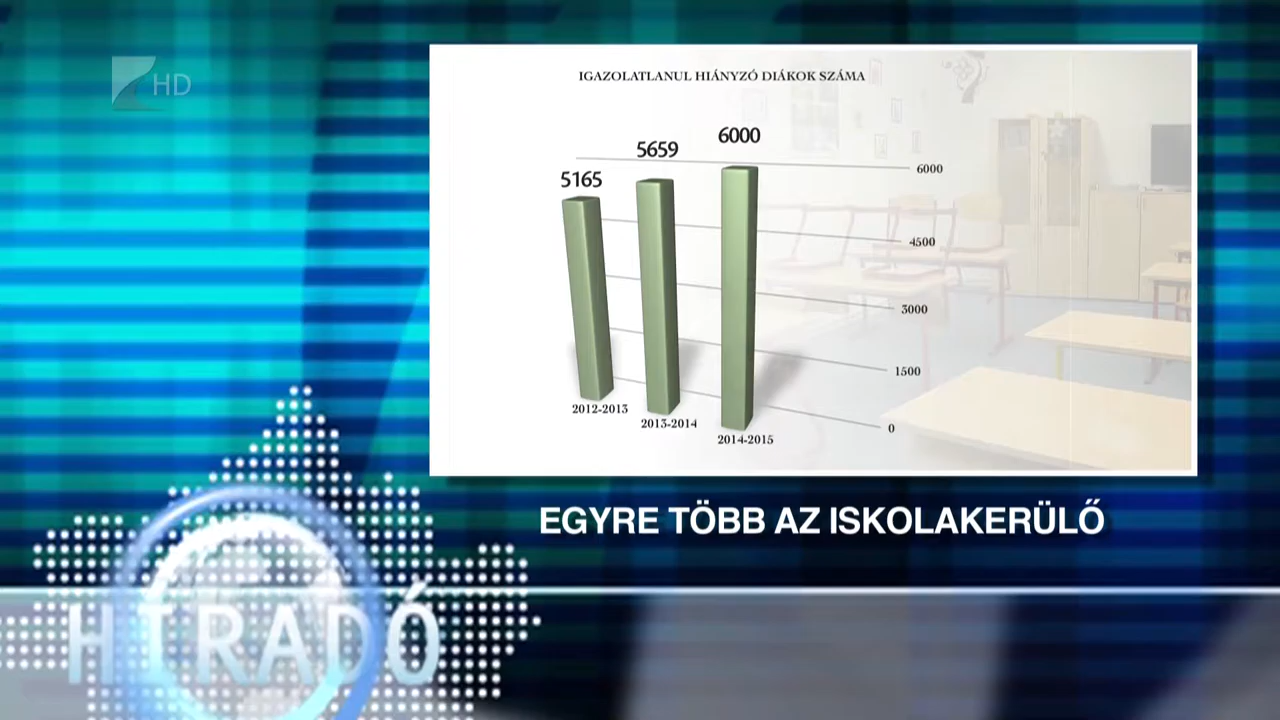 HD
IGAZOLATLANUL HIÁNYZÓ DIÁKOK SZÁMA
5165
5659
6000
6000
4500
3000
1500
0
2012-2013
2013-2014
2014-2015
EGYRE TÖBB AZ ISKOLAKERÜLŐ
HÍRADÓ